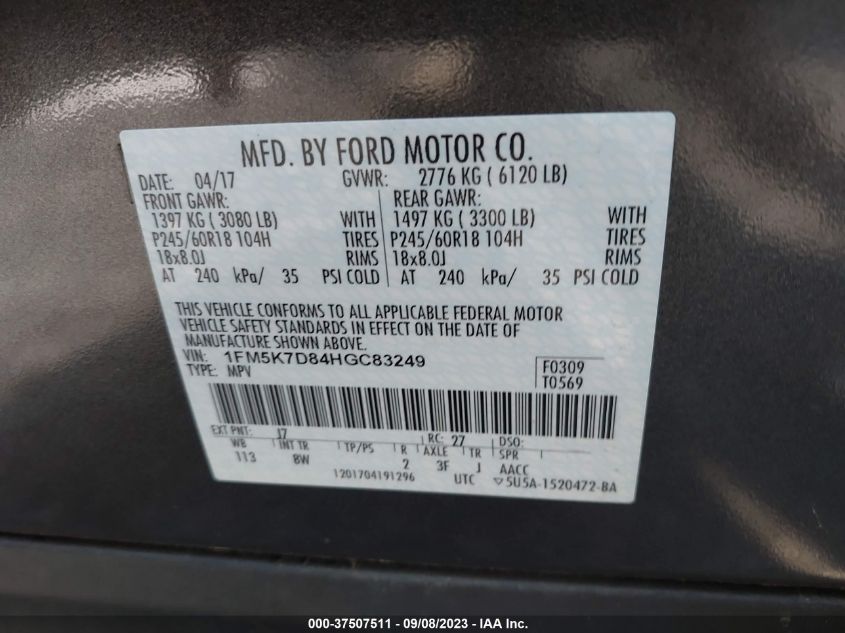 MFD. BY FORD MOTOR CO.
DATE: 04/17 GVWR: 2776 KG ( 6120 LB)
FRONT GAWR: REAR GAWR:
1397 KG ( 3080 LB) WITH 1497 KG ( 3300 LB) WITH
P245/60R18 104H TIRES P245/60R18 104H TIRES
18x8.0J RIMS 18x8.0J RIMS
AT 240 kPa/ 35 PSI COLD AT 240 kPa/ 35 PSI COLD
THIS VEHICLE CONFORMS TO ALL APPLICABLE FEDERAL MOTOR
VEHICLE SAFETY STANDARDS IN EFFECT ON THE DATE OF
MANUFACTURE SHOWN ABOVE.
VIN: 1FM5K7D84HGC83249 F0309
TYPE: MPV T0569
EXT PNT: J7 RC: 27 DSO:
WB INT TR TP/PS R AXLE TR SPR
113 8W 2 3F J AACC
1201704191296 UTC ▽5U5A-1520472-BA
000-37507511 - 09/08/2023 - IAA Inc.